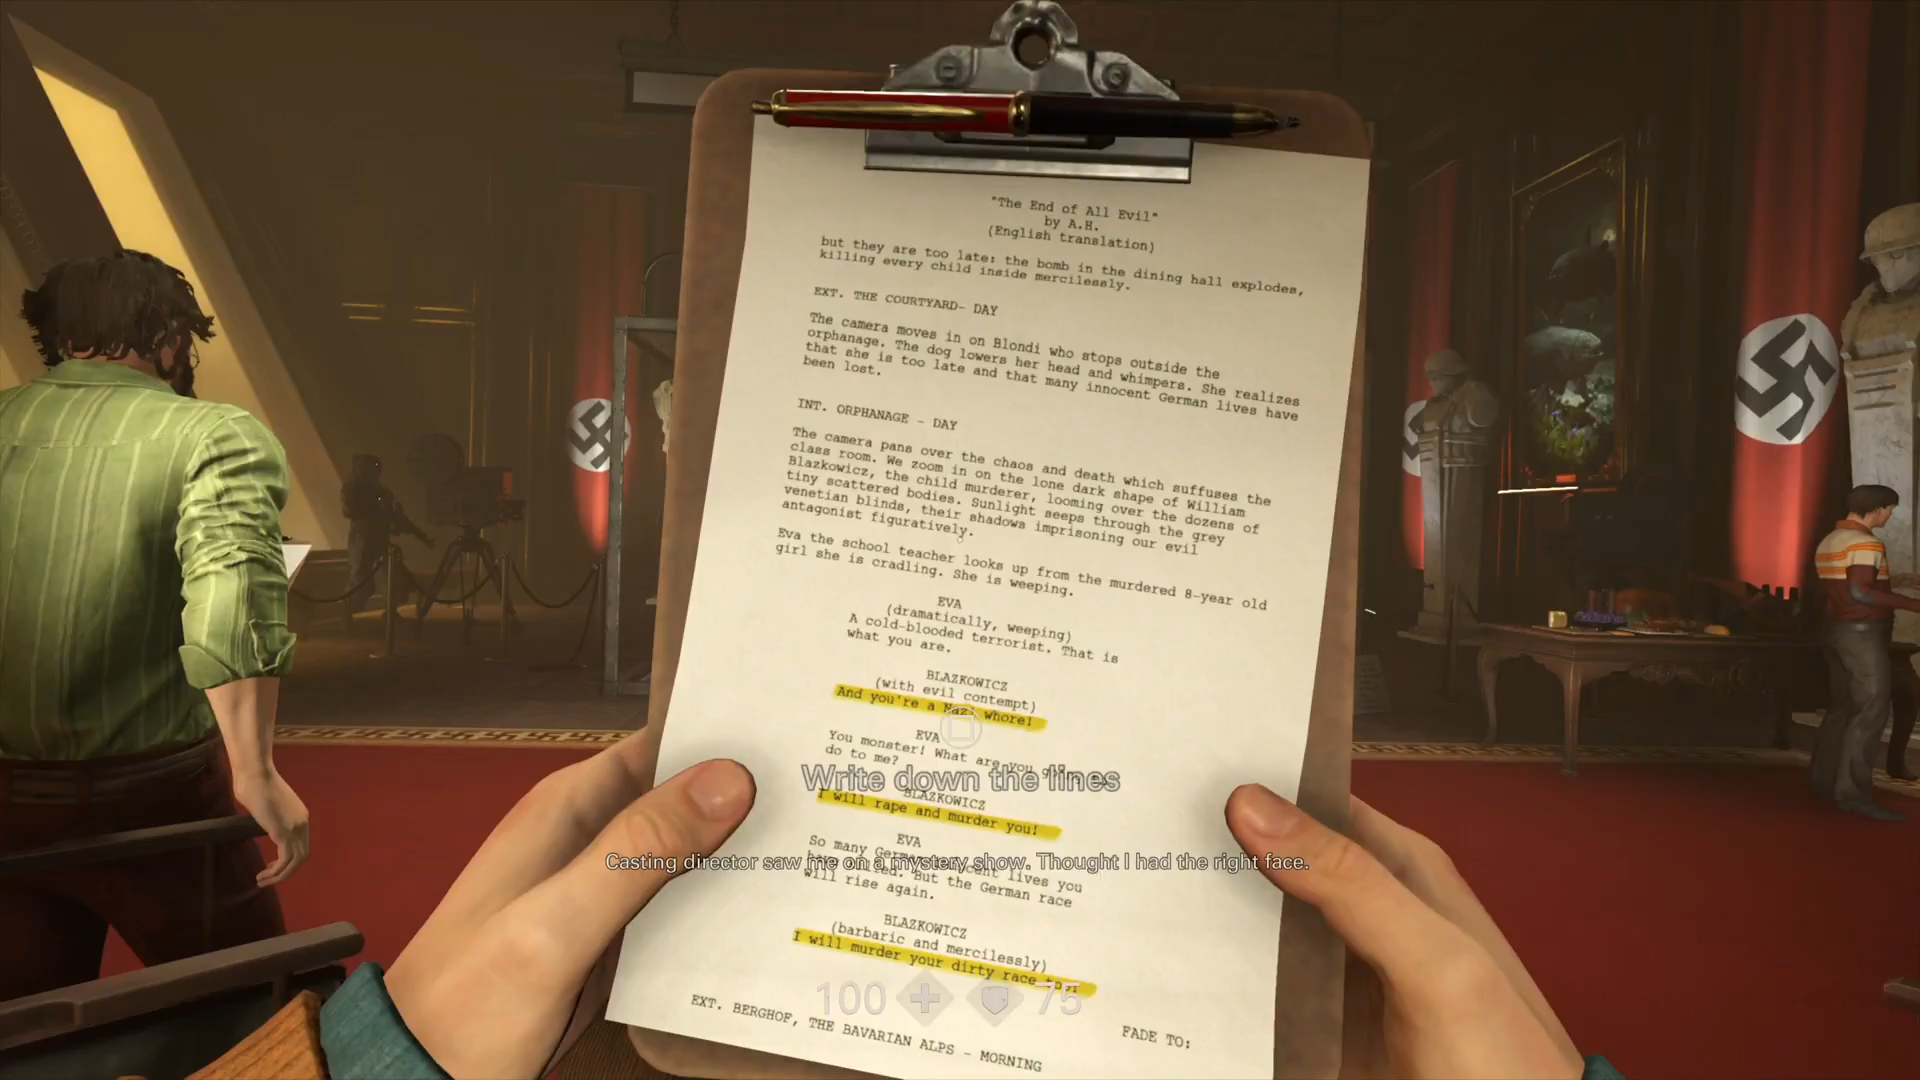 "The End of All Evil"
by A.H.
(English translation)
but they are too late: the bomb in the dining hall explodes,
killing every child inside mercilessly.
EXT. THE COURTYARD- DAY
The camera moves in on Blondi who stops outside the
orphanage. The dog lowers her head and whimpers. She realizes
that she is too late and that many innocent German lives have
been lost.
INT. ORPHANAGE - DAY
The camera pans over the chaos and death which suffuses the
class room. We zoom in on the lone dark shape of William
Blazkowicz, the child murderer, looming over the dozens of
tiny scattered bodies. Sunlight seeps through the grey
venetian blinds, their shadows imprisoning our evil
antagonist figuratively.
Eva the school teacher looks up from the murdered 8-year old
girl she is cradling. She is weeping.
EVA
(dramatically, weeping)
A cold-blooded terrorist. That is
what you are.
BLAZKOWICZ
(with evil contempt)
And you're a Nazi whore!
EVA
You monster! What are you
do to me?
Write down the lines
BLAZKOWICZ
I will rape and murder you!
EVA
So many lives you
Casting director saw me on a mystery show. Thought I had the right face.
But the German race
will rise again.
BLAZKOWICZ
(barbaric and mercilessly)
I will murder your dirty race
100 75
FADE TO:
EXT. BERGHOF, THE BAVARIAN ALPS - MORNING